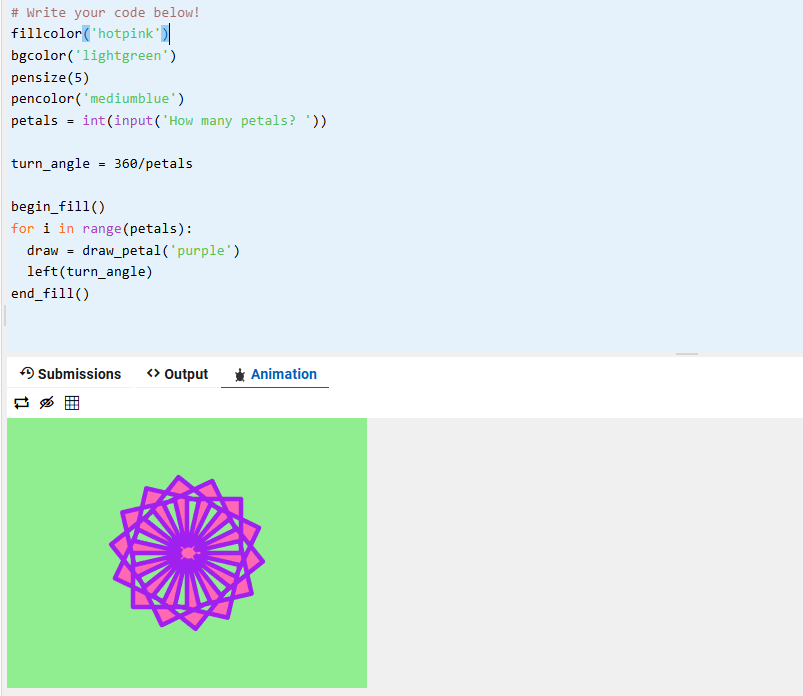 # Write your code below!
fillcolor('hotpink')
bgcolor('lightgreen')
pensize(5)
pencolor('mediumblue')
petals = int(input('How many petals? '))
turn_angle = 360/petals
begin_fill()
for i in range(petals):
  draw = draw_petal('purple')
  left(turn_angle)
end_fill()
Submissions <> Output Animation